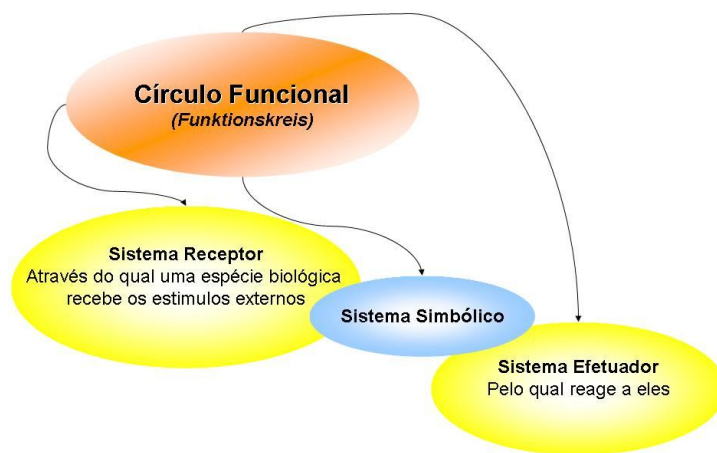 Círculo Funcional
(Funktionskreis)
Sistema Receptor
Através do qual uma espécie biológica
recebe os estimulos externos
Sistema Simbólico
Sistema Efetuador
Pelo qual reage a eles